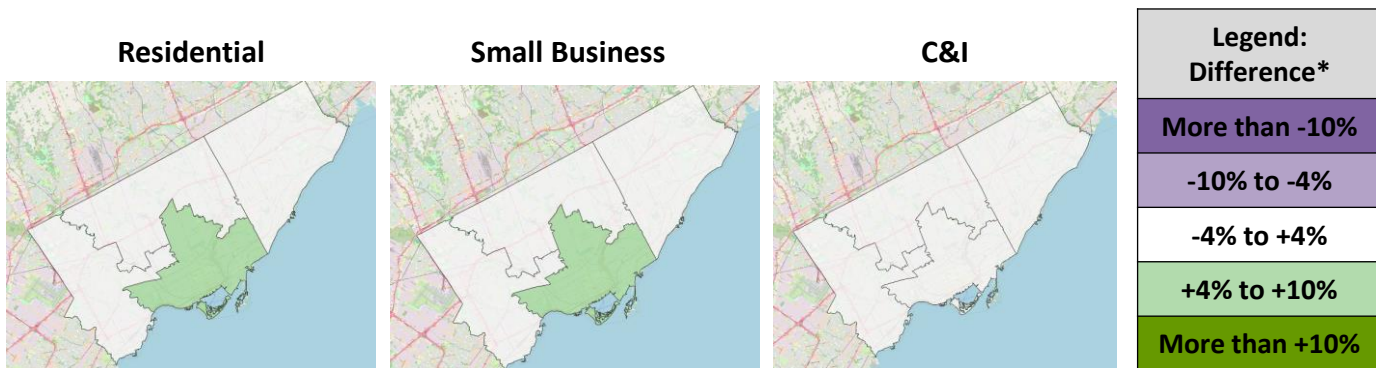 Residential
Small Business
C&I
Legend:
Difference*
More than -10%
-10% to -4%
-4% to +4%
+4% to +10%
More than +10%